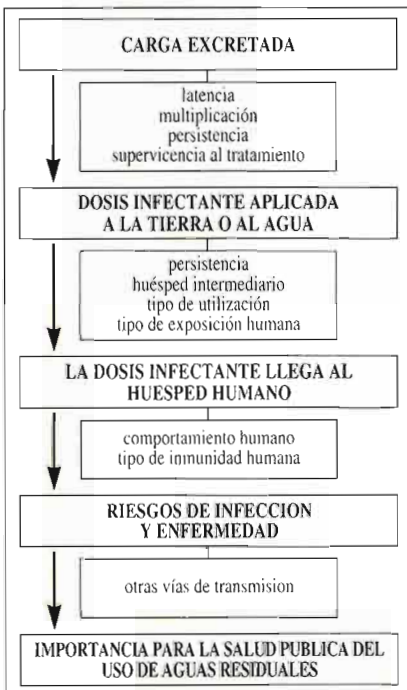 CARGA EXCRETADA
latencia
multiplicación
persistencia
supervicencia al tratamiento
DOSIS INFECTANTE APLICADA
A LA TIERRA O AL AGUA
persistencia
huésped intermediario
tipo de utilización
tipo de exposición humana
LA DOSIS INFECTANTE LLEGA AL
HUESPED HUMANO
comportamiento humano
tipo de inmunidad humana
RIESGOS DE INFECCION
Y ENFERMEDAD
otras vías de transmision
IMPORTANCIA PARA LA SALUD PUBLICA DEL
USO DE AGUAS RESIDUALES